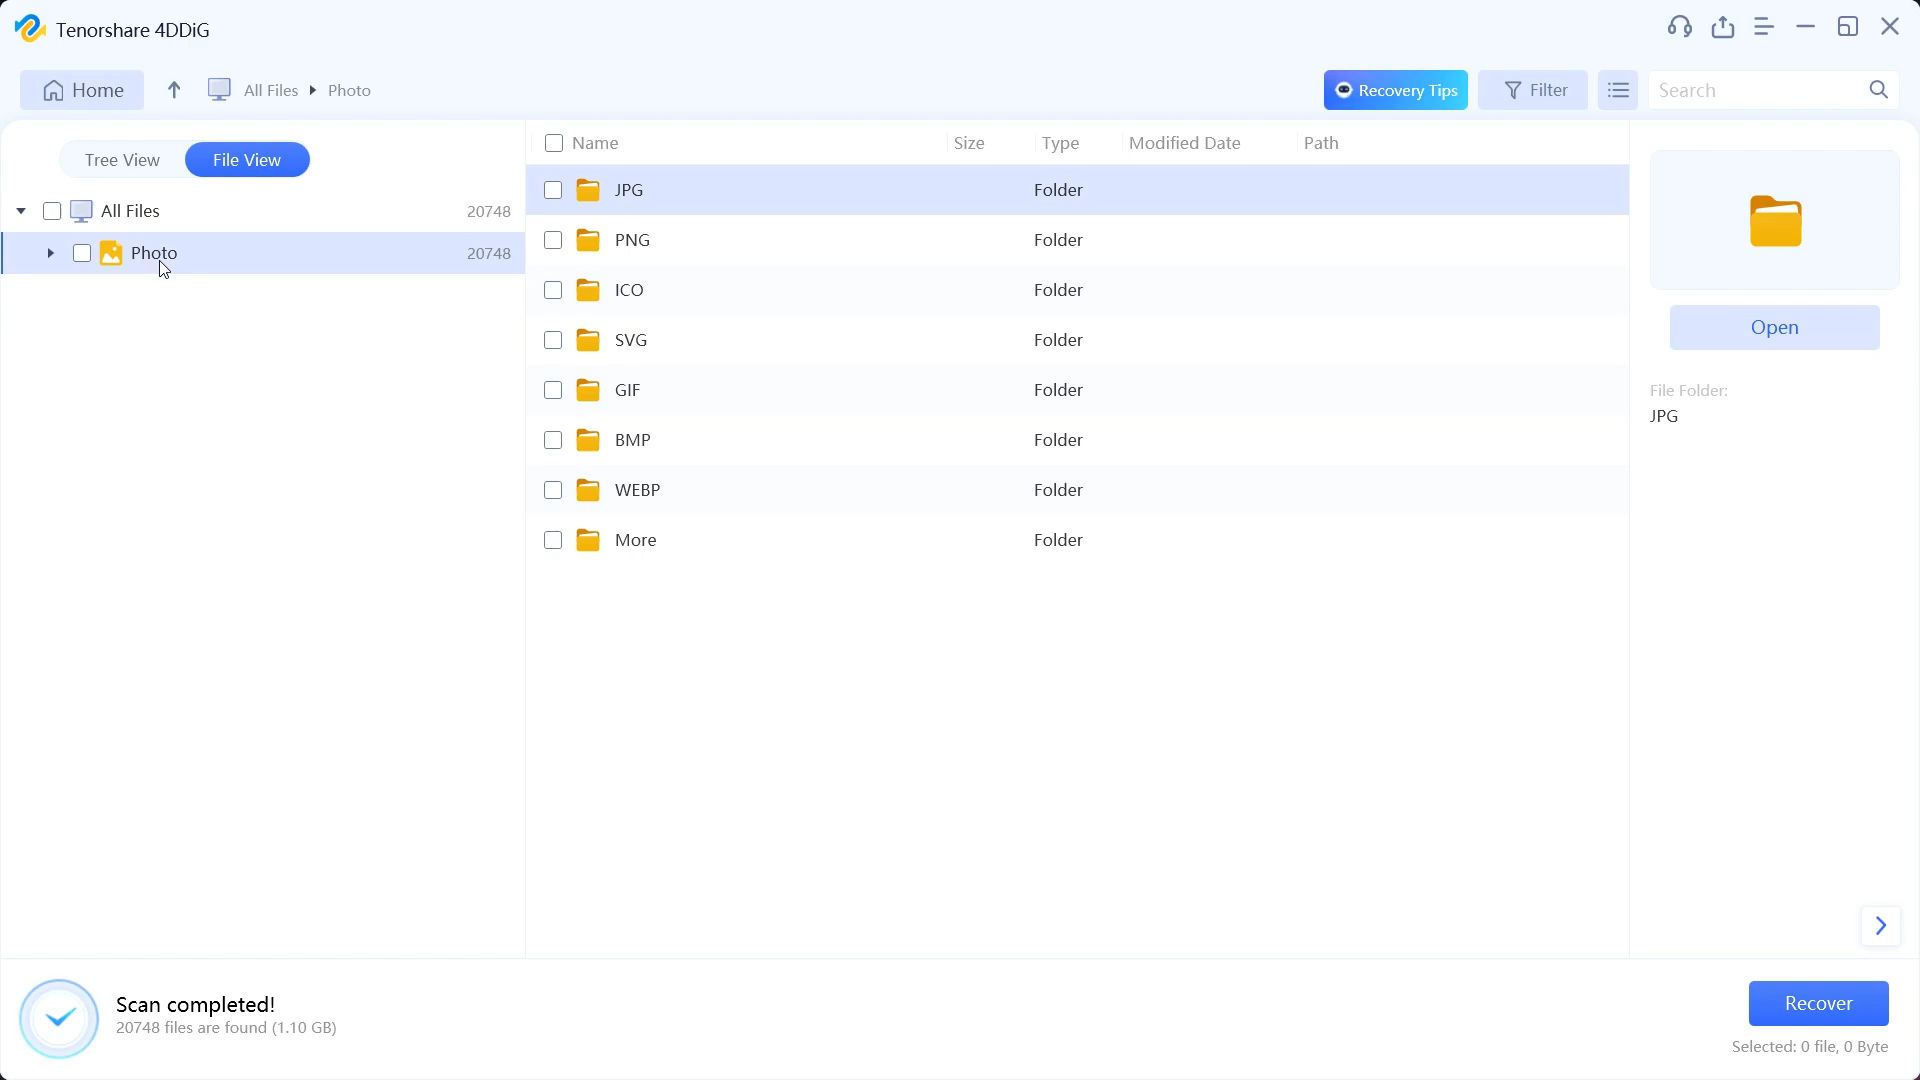 Tenorshare 4DDiG
Home
All Files
Photo
Recovery Tips
Filter
Search
Tree View
File View
All Files 20748
Photo 20748
Name Size Type Modified Date Path
JPG Folder
PNG Folder
ICO Folder
SVG Folder
GIF Folder
BMP Folder
WEBP Folder
More Folder
Open
File Folder:
JPG
Scan completed!
20748 files are found (1.10 GB)
Recover
Selected: 0 file, 0 Byte